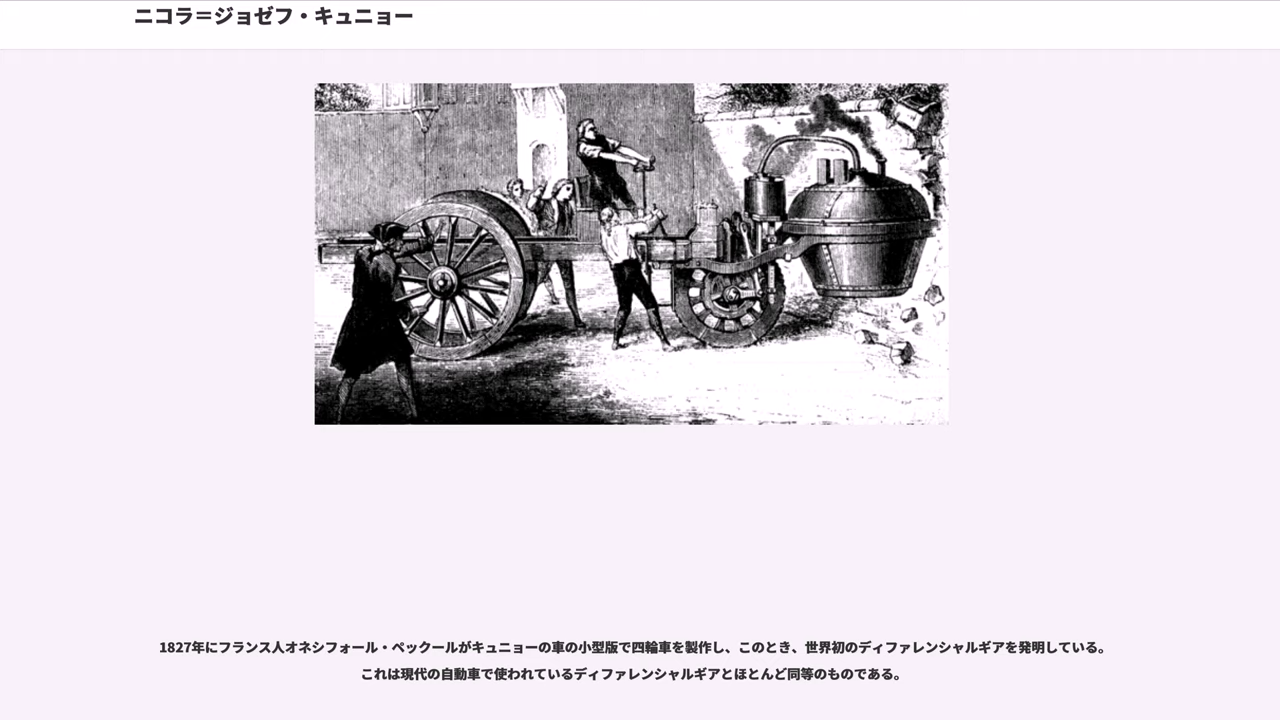 ニコラ＝ジョゼフ・キュニョー
1827年にフランス人オネシフォール・ペックールがキュニョーの車の小型版で四輪車を製作し、このとき、世界初のディファレンシャルギアを発明している。
これは現代の自動車で使われているディファレンシャルギアとほとんど同等のものである。